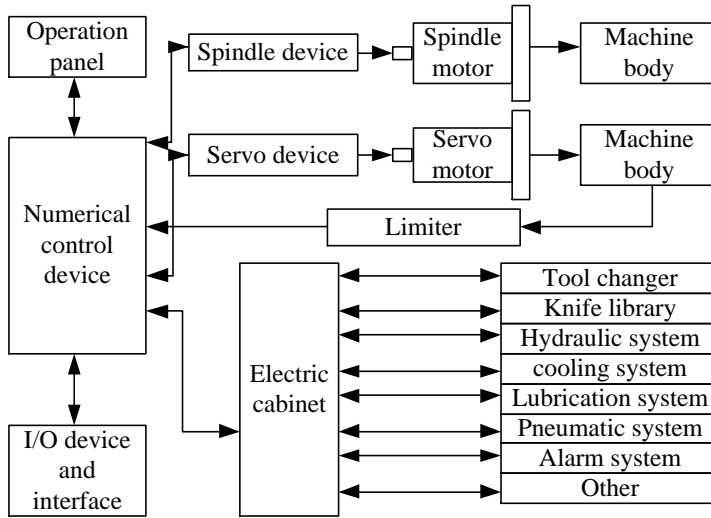 Operation
panel
Spindle device
Spindle
motor
Machine
body
Servo device
Servo
motor
Machine
body
Numerical
control
device
Limiter
Electric
cabinet
Tool changer
Knife library
Hydraulic system
cooling system
Lubrication system
Pneumatic system
Alarm system
Other
I/O device
and
interface